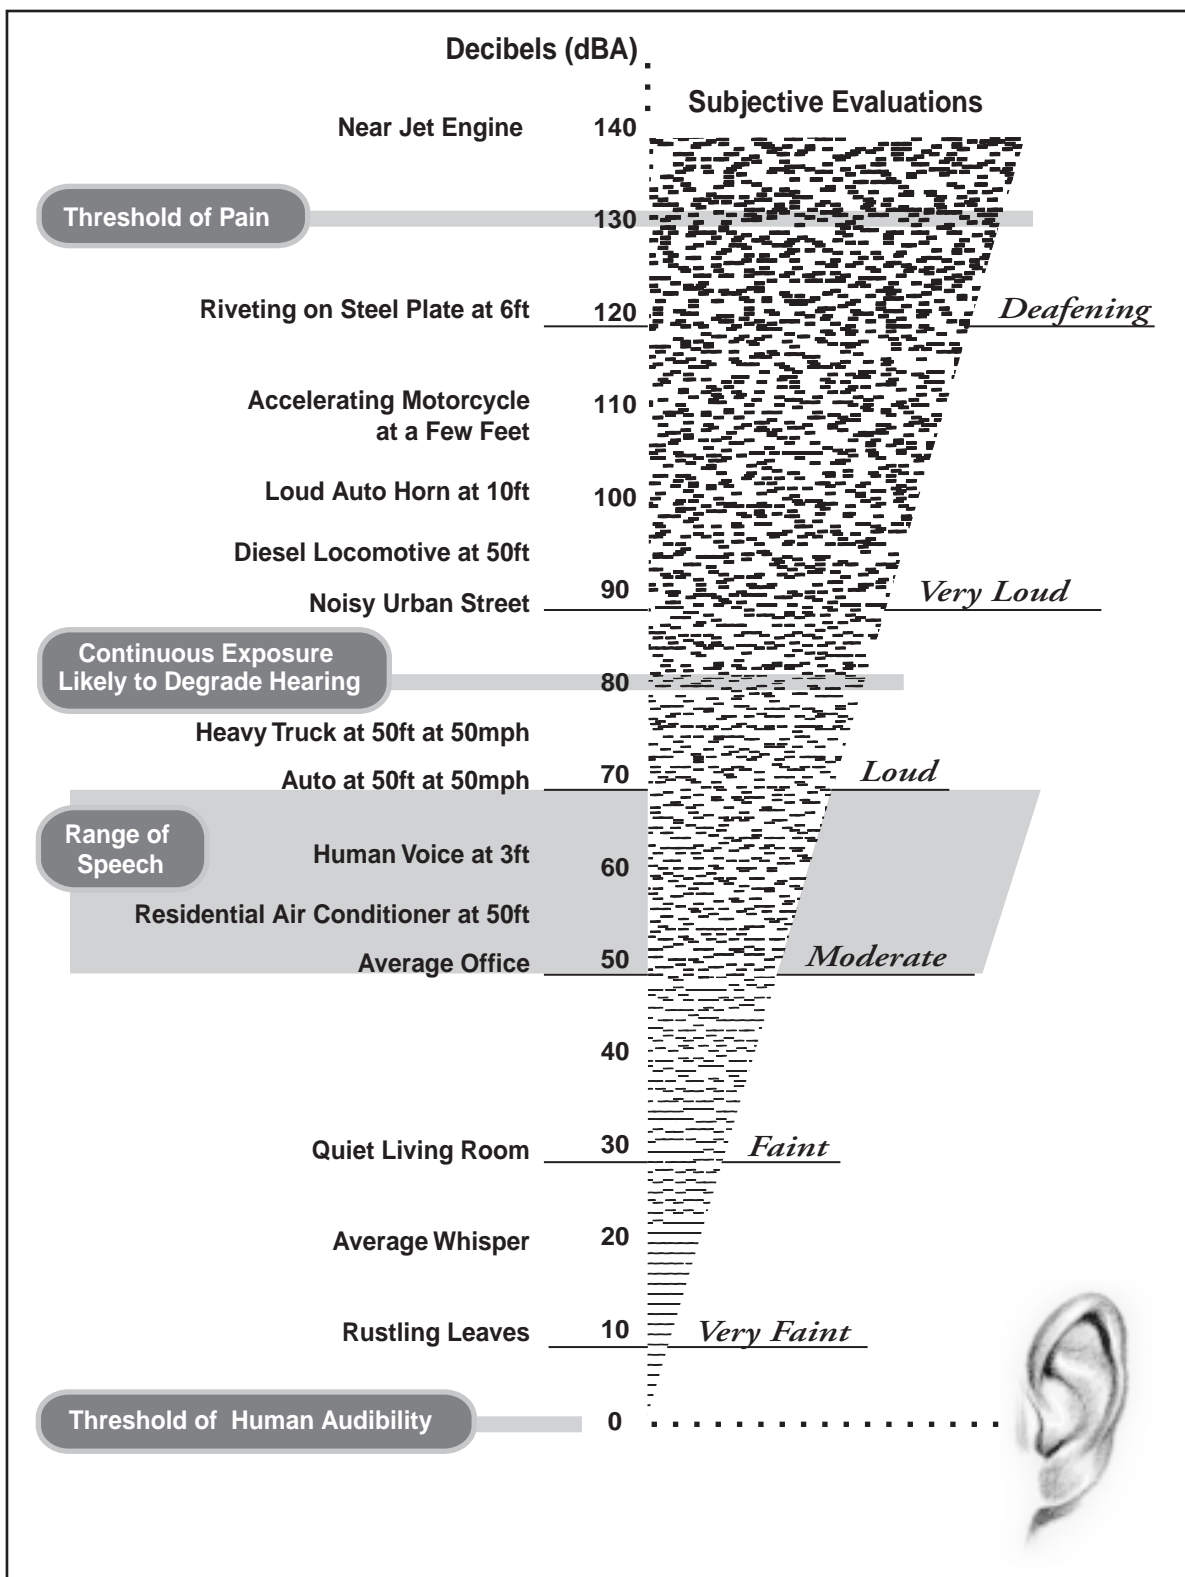 Decibels (dBA)
Subjective Evaluations
Near Jet Engine 140
Threshold of Pain 130
Riveting on Steel Plate at 6ft 120 Deafening
Accelerating Motorcycle
at a Few Feet
110
Loud Auto Horn at 10ft 100
Diesel Locomotive at 50ft
Noisy Urban Street 90 Very Loud
Continuous Exposure
Likely to Degrade Hearing
80
Heavy Truck at 50ft at 50mph
Auto at 50ft at 50mph 70 Loud
Range of
Speech
Human Voice at 3ft 60
Residential Air Conditioner at 50ft
Average Office 50 Moderate
40
Quiet Living Room 30 Faint
Average Whisper 20
Rustling Leaves 10 Very Faint
Threshold of Human Audibility 0